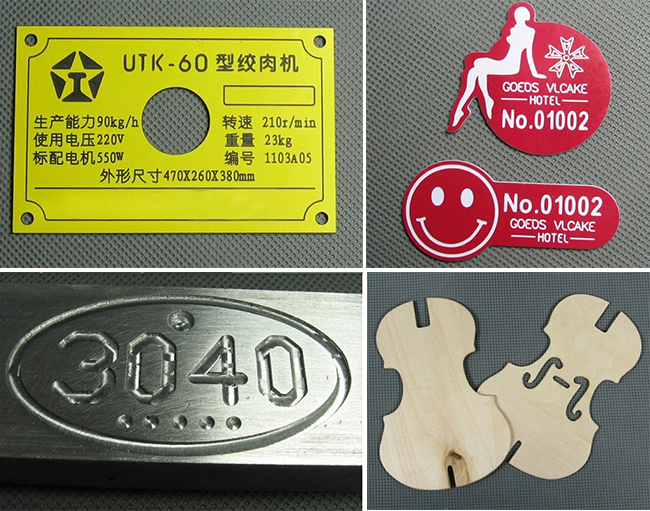 UTK-60 型绞肉机
生产能力90kg/h 转速 210r/min
使用电压220V 重量 23kg
标配电机550W 编号 1103A05
外形尺寸470X260X380mm
GOEDS VLCAKE
HOTEL
No.01002
No.01002
GOEDS VLCAKE
HOTEL
3040